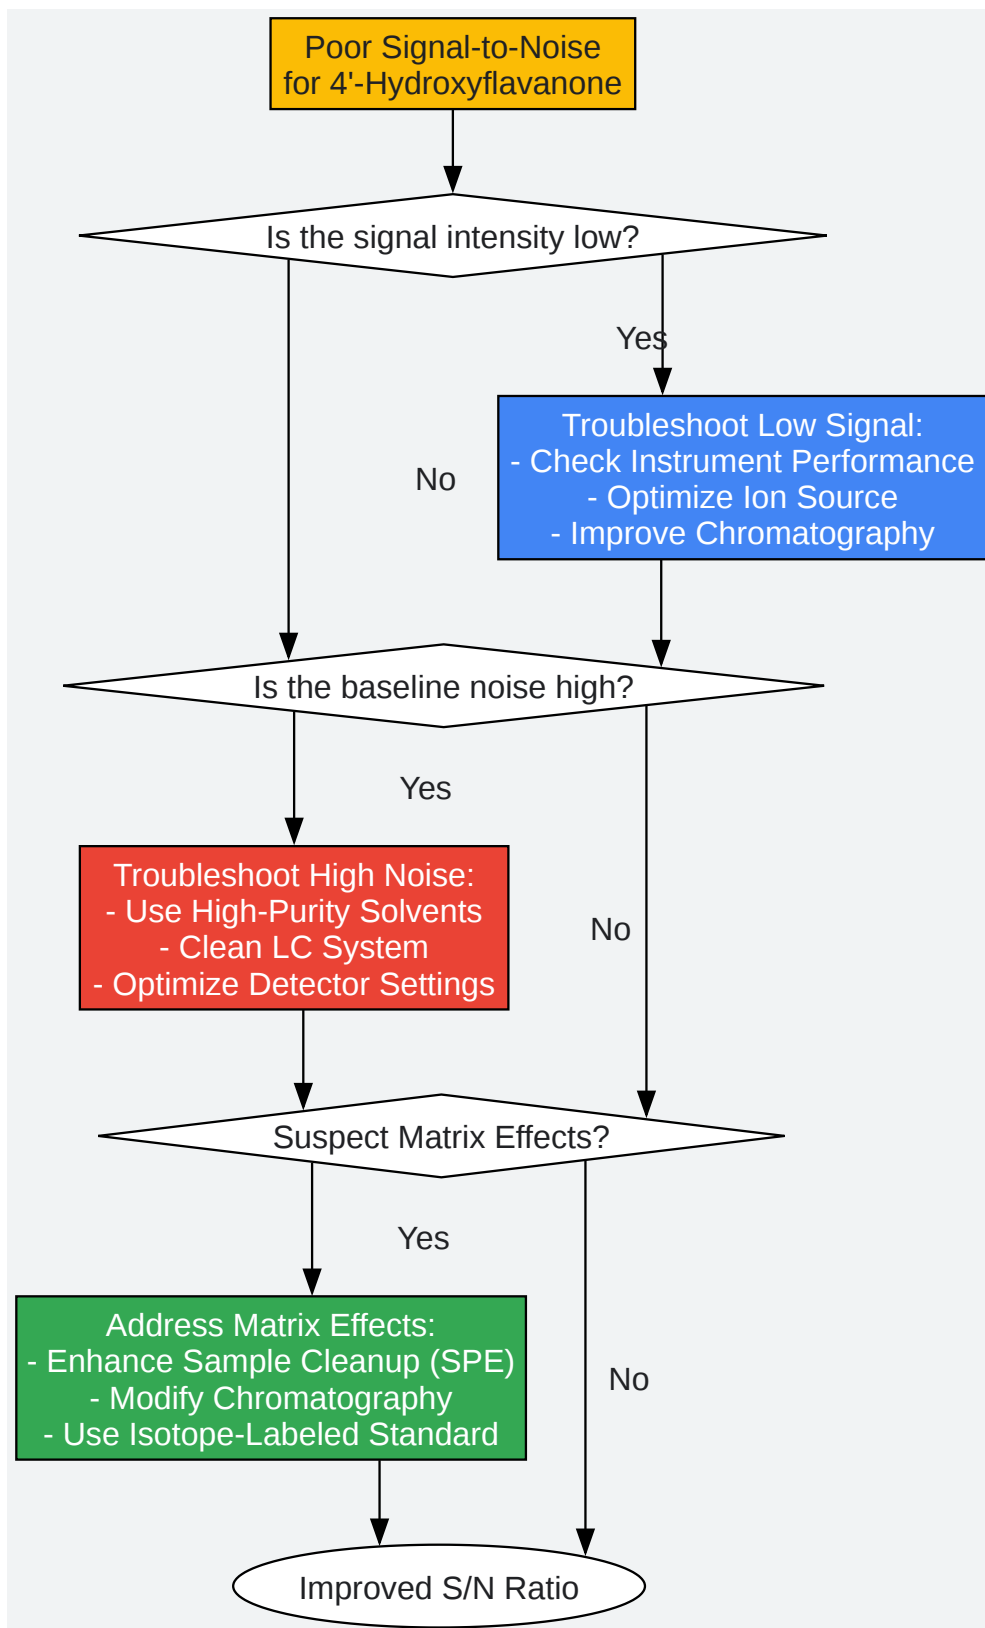 Poor Signal-to-Noise
for 4'-Hydroxyflavanone
Is the signal intensity low?
Yes
Troubleshoot Low Signal:
- Check Instrument Performance
- Optimize Ion Source
- Improve Chromatography
No
Is the baseline noise high?
Yes
Troubleshoot High Noise:
- Use High-Purity Solvents
- Clean LC System
- Optimize Detector Settings
No
Suspect Matrix Effects?
Yes
Address Matrix Effects:
- Enhance Sample Cleanup (SPE)
- Modify Chromatography
- Use Isotope-Labeled Standard
No
Improved S/N Ratio